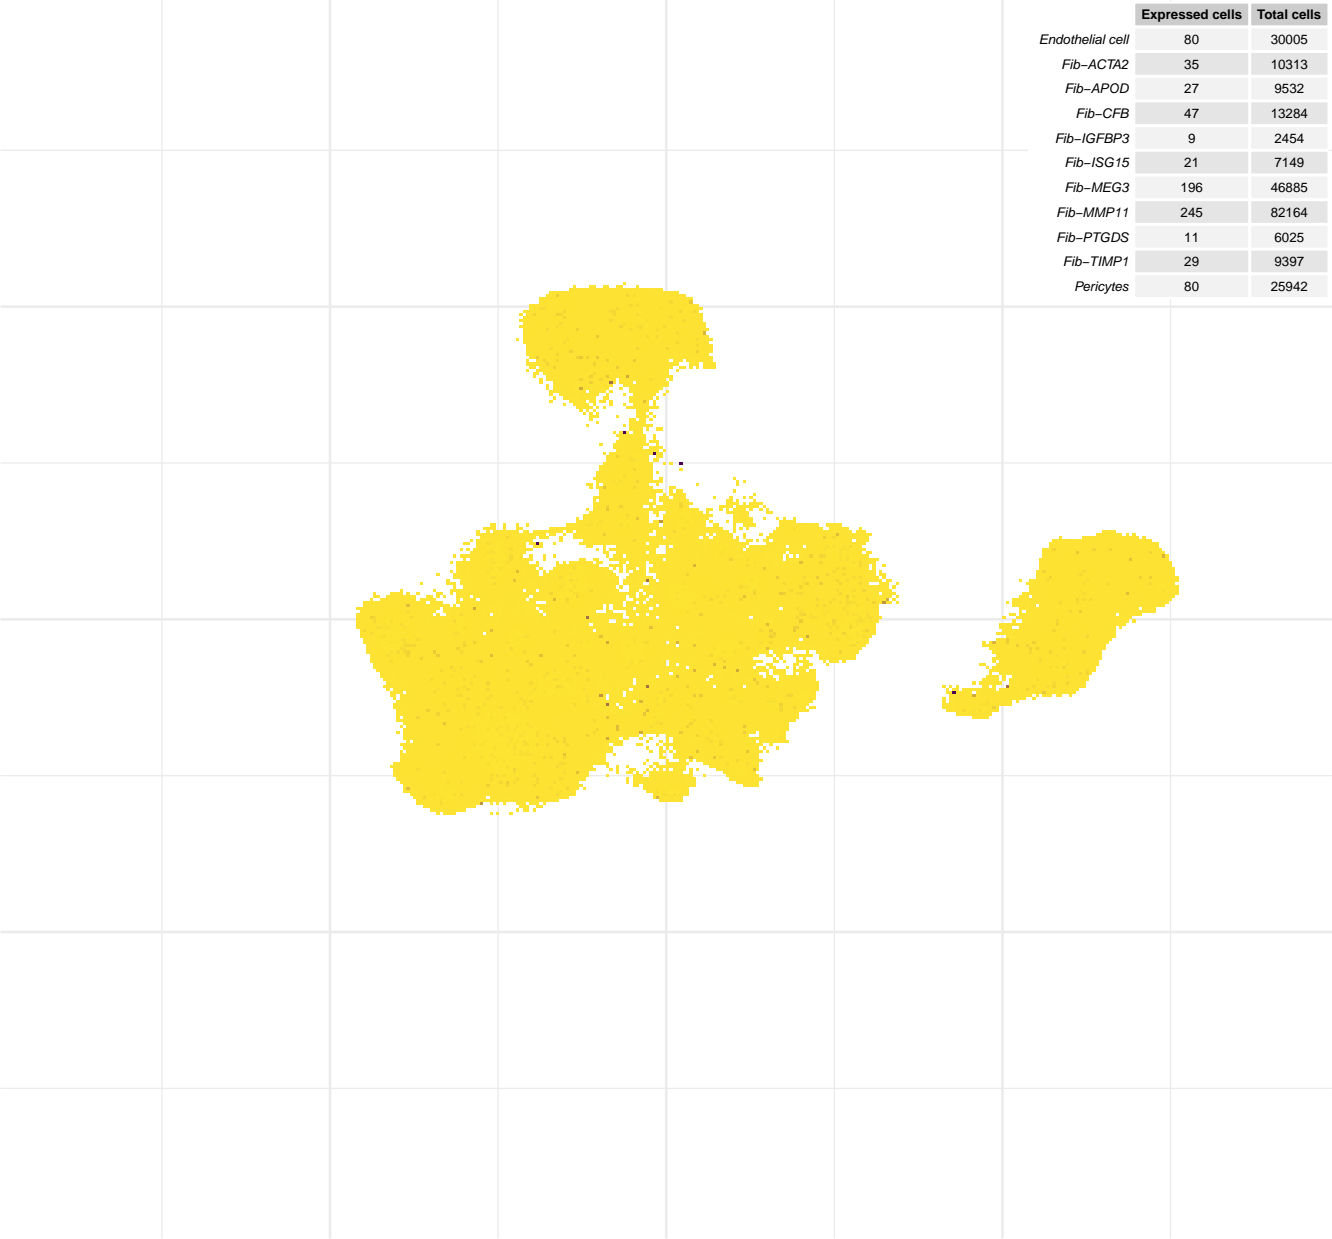 Expressed cells Total cells
Endothelial cell 80 30005
Fib−ACTA2 35 10313
Fib−APOD 27 9532
Fib−CFB 47 13284
Fib−IGFBP3 9 2454
Fib−ISG15 21 7149
Fib−MEG3 196 46885
Fib−MMP11 245 82164
Fib−PTGDS 11 6025
Fib−TIMP1 29 9397
Pericytes 80 25942